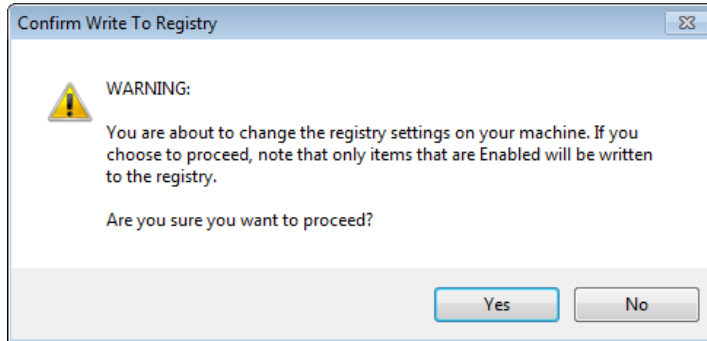 Confirm Write To Registry
WARNING:
You are about to change the registry settings on your machine. If you
choose to proceed, note that only items that are Enabled will be written
to the registry.
Are you sure you want to proceed?
Yes
No